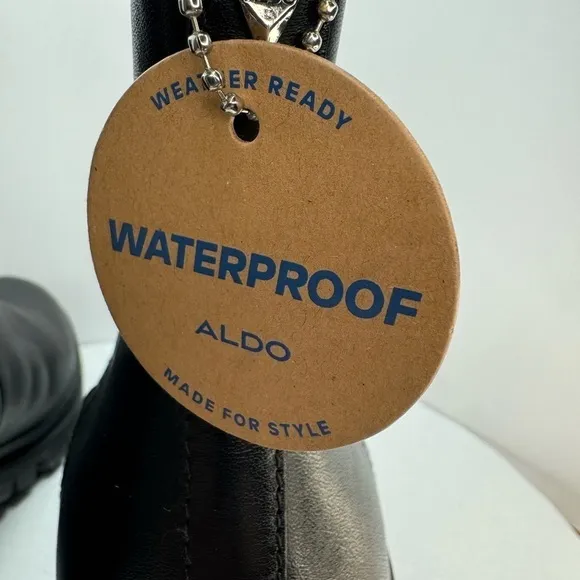 WEATHER READY
WATERPROOF
ALDO
MADE FOR STYLE